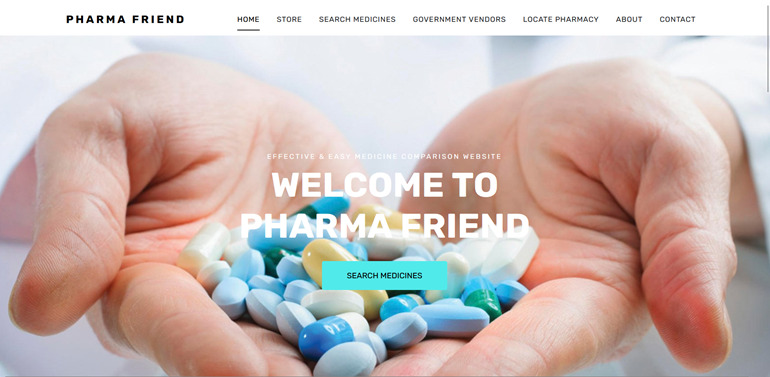 PHARMA FRIEND
HOME STORE SEARCH MEDICINES GOVERNMENT VENDORS LOCATE PHARMACY ABOUT CONTACT
EFFECTIVE & EASY MEDICINE COMPARISON WEBSITE
WELCOME TO
PHARMA FRIEND
SEARCH MEDICINES